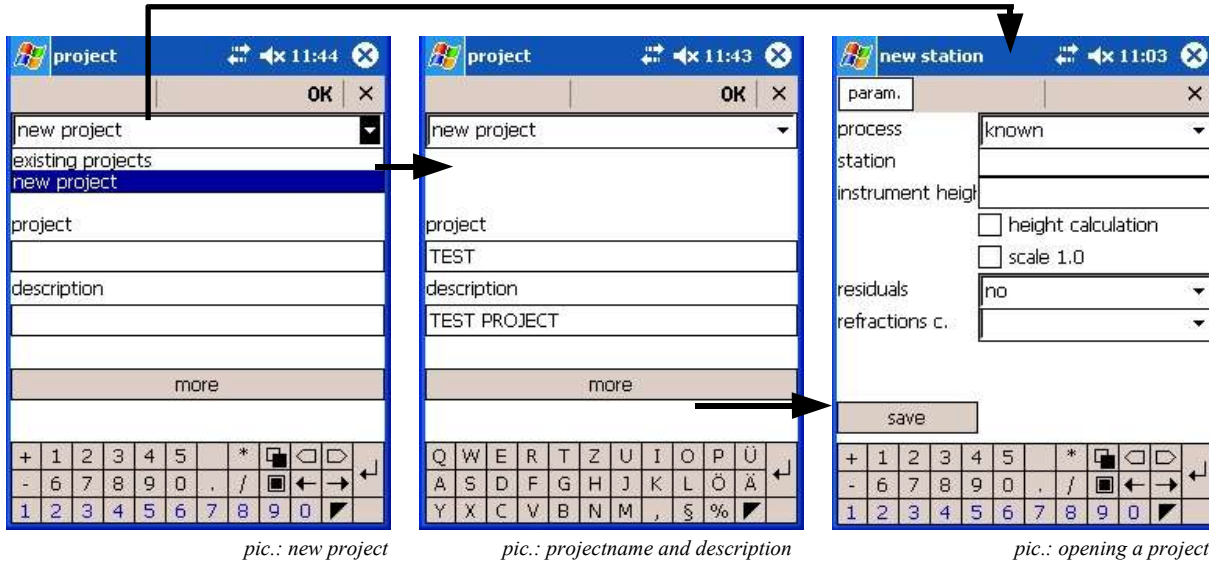 project 11:44
OK ×
new project
existing projects
new project
project
description
more
+ 1 2 3 4 5 *
- 6 7 8 9 0 . /
1 2 3 4 5 6 7 8 9 0
pic.: new project
project 11:43
OK ×
new project
project
TEST
description
TEST PROJECT
more
Q W E R T Z U I O P Ü
A S D F G H J K L Ö Ä
Y X C V B N M , § %
pic.: projectname and description
new station 11:03
param. ×
process known
station
instrument heigh
height calculation
scale 1.0
residuals no
refractions c.
save
+ 1 2 3 4 5 *
- 6 7 8 9 0 . /
1 2 3 4 5 6 7 8 9 0
pic.: opening a project